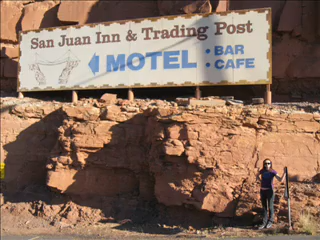 San Juan Inn & Trading Post
MOTEL • BAR
• CAFE